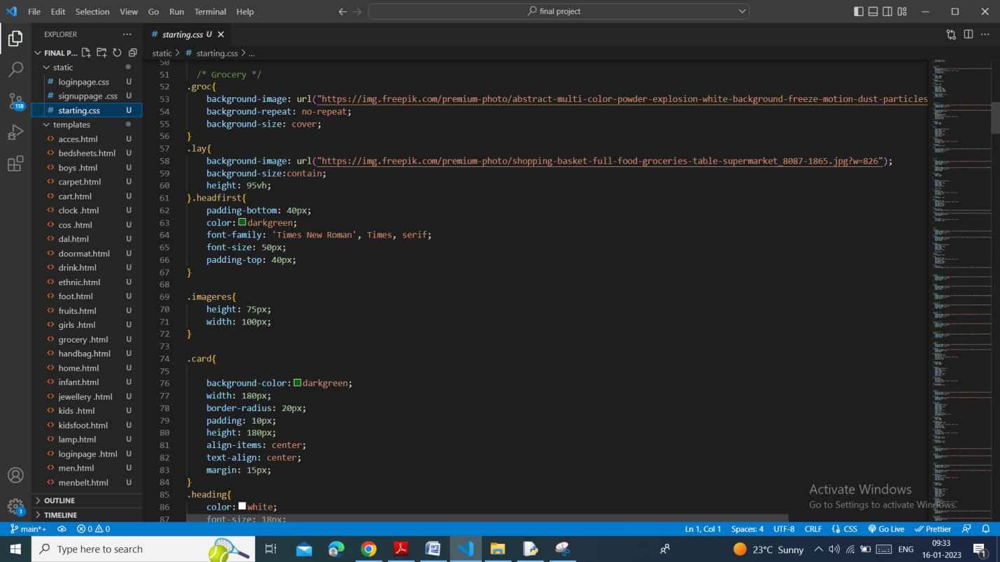 File Edit Selection View Go Run Terminal Help
final project
EXPLORER
starting.css U
FINAL P...
static > # starting.css > ...
static
# loginpage.css U
# signuppage .css U
# starting.css U
templates
<> acces.html U
<> bedsheets.html U
<> boys .html U
<> carpet.html U
<> cart.html U
<> clock .html U
<> cos .html U
<> dal.html U
<> doormat.html U
<> drink.html U
<> ethnic.html U
<> foot.html U
<> fruits.html U
<> girls .html U
<> grocery .html U
<> handbag.html U
<> home.html U
<> infant.html U
<> jewellery .html U
<> kids .html U
<> kidsfoot.html U
<> lamp.html U
<> loginpage .html U
<> men.html U
<> menbelt.html U
OUTLINE
TIMELINE
118
1
50
51 /* Grocery */
52 .groc{
53 background-image: url("https://img.freepik.com/premium-photo/abstract-multi-color-powder-explosion-white-background-freeze-motion-dust-particles
54 background-repeat: no-repeat;
55 background-size: cover;
56 }
57 .lay{
58 background-image: url("https://img.freepik.com/premium-photo/shopping-basket-full-food-groceries-table-supermarket_8087-1865.jpg?w=826");
59 background-size:contain;
60 height: 95vh;
61 }.headfirst{
62 padding-bottom: 40px;
63 color: darkgreen;
64 font-family: 'Times New Roman', Times, serif;
65 font-size: 50px;
66 padding-top: 40px;
67 }
68
69 .imageres{
70 height: 75px;
71 width: 100px;
72 }
73
74 .card{
75
76 background-color: darkgreen;
77 width: 180px;
78 border-radius: 20px;
79 padding: 10px;
80 height: 180px;
81 align-items: center;
82 text-align: center;
83 margin: 15px;
84 }
85 .heading{
86 color: white;
87 font-size: 18px;
Activate Windows
Go to Settings to activate Windows.
main*+ 0 0 Ln 1, Col 1 Spaces: 4 UTF-8 CRLF {} CSS Go Live Prettier
Type here to search
23°C Sunny ENG
09:33
16-01-2023
1